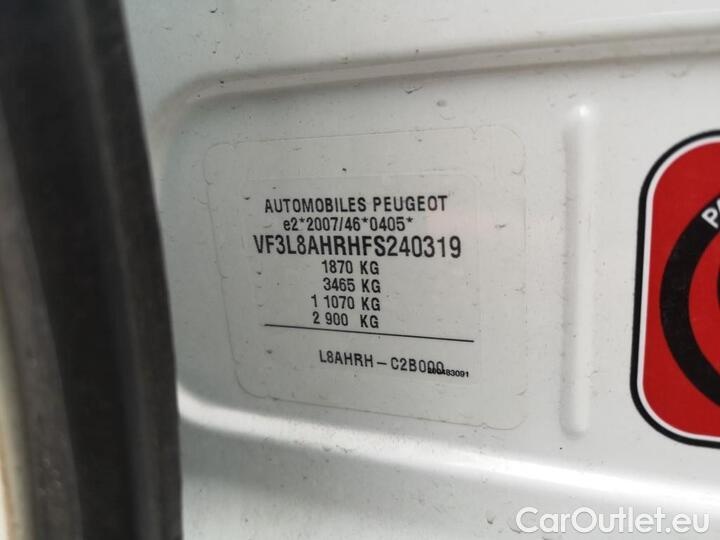 AUTOMOBILES PEUGEOT
e2*2007/46*0405*
VF3L8AHRHFS240319
1870 KG
3465 KG
1 1070 KG
2 900 KG
L8AHRH-C2B000
CarOutlet.eu